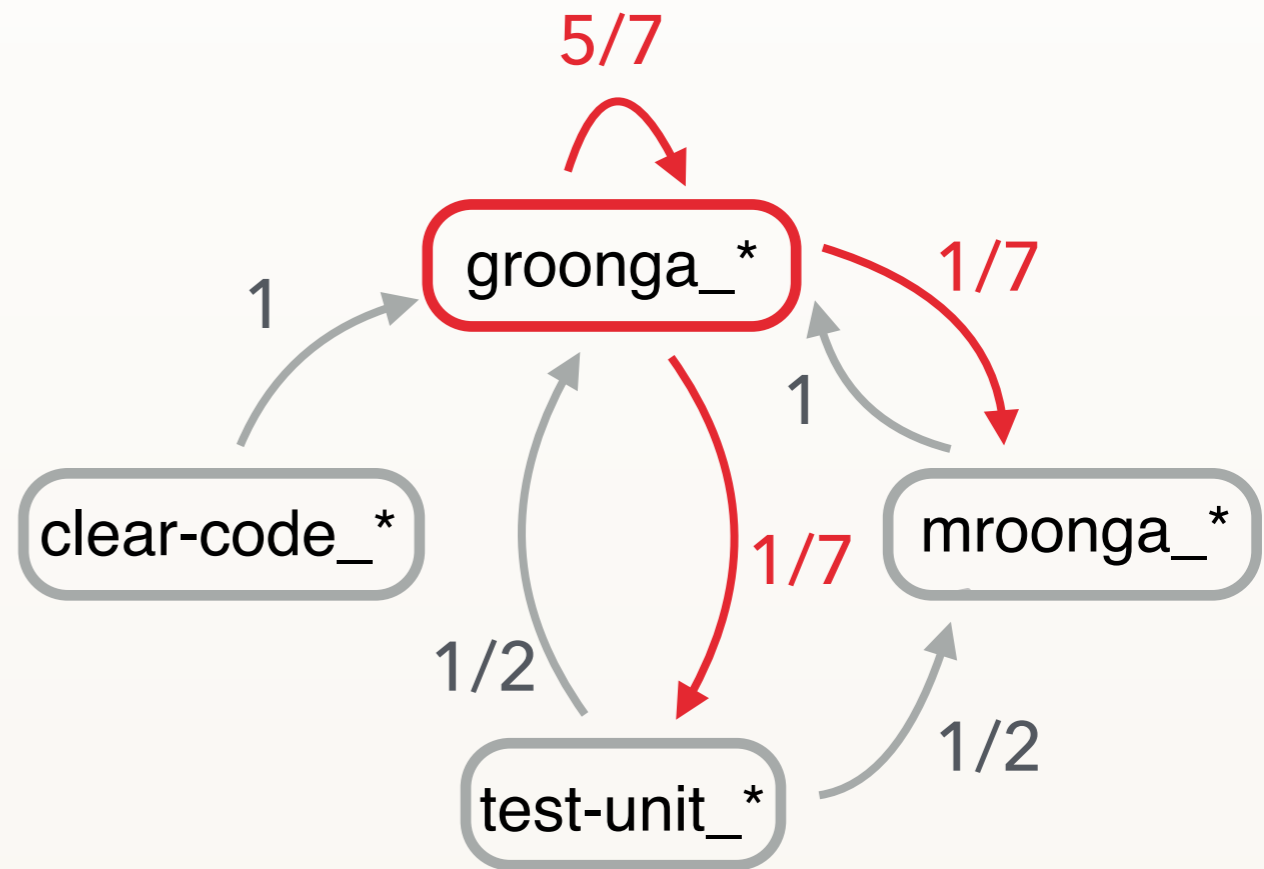 5/7
groonga_*
1/7
1
1
clear-code_*
mroonga_*
1/7
1/2
1/2
test-unit_*